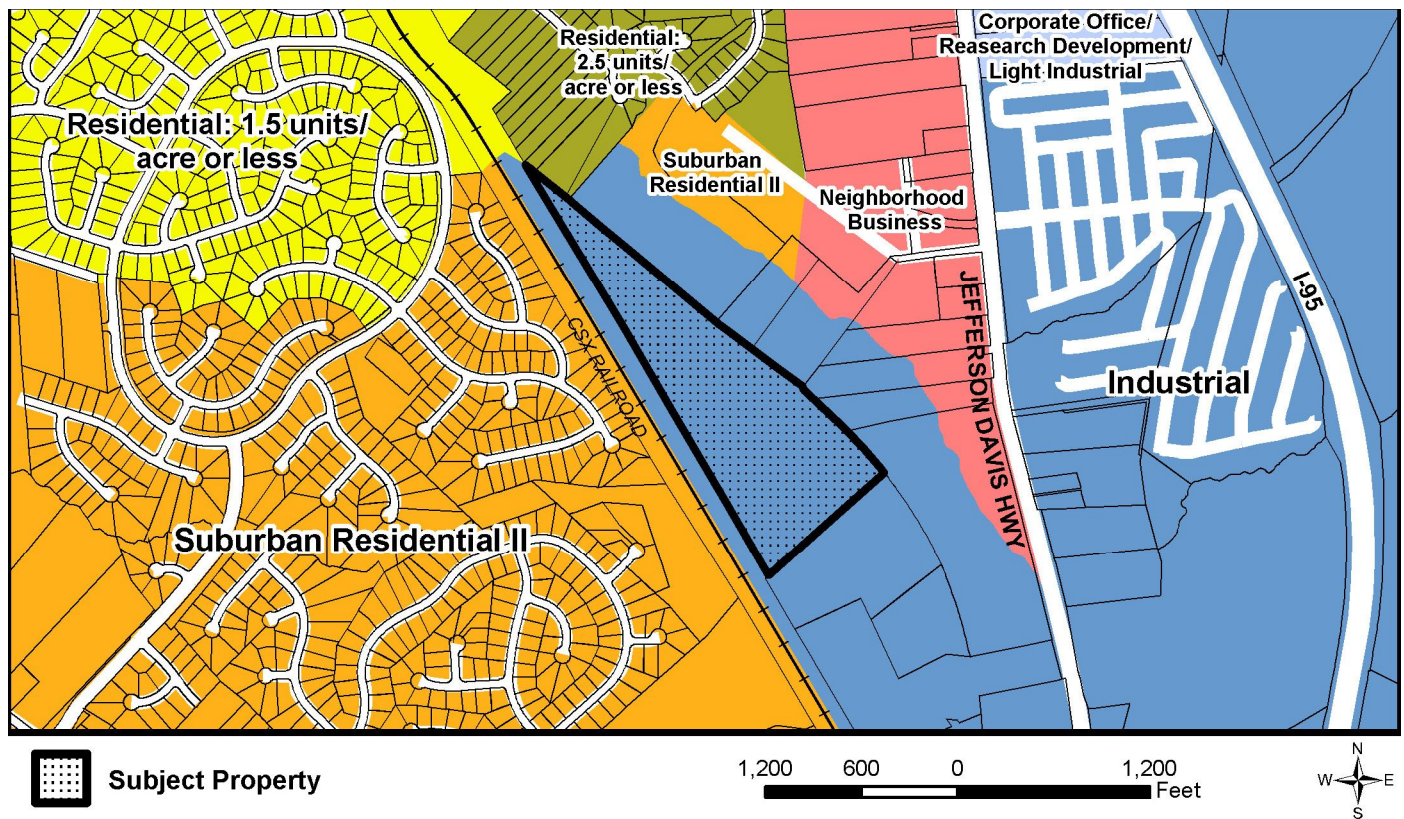 Corporate Office/
Reasearch Development/
Light Industrial
Residential:
2.5 units/
acre or less
Residential: 1.5 units/
acre or less
Suburban
Residential II
Neighborhood
Business
I-95
JEFFERSON DAVIS HWY
CSX RAILROAD
Industrial
Suburban Residential II
Subject Property
1,200 600 0 1,200
Feet
N
W E
S